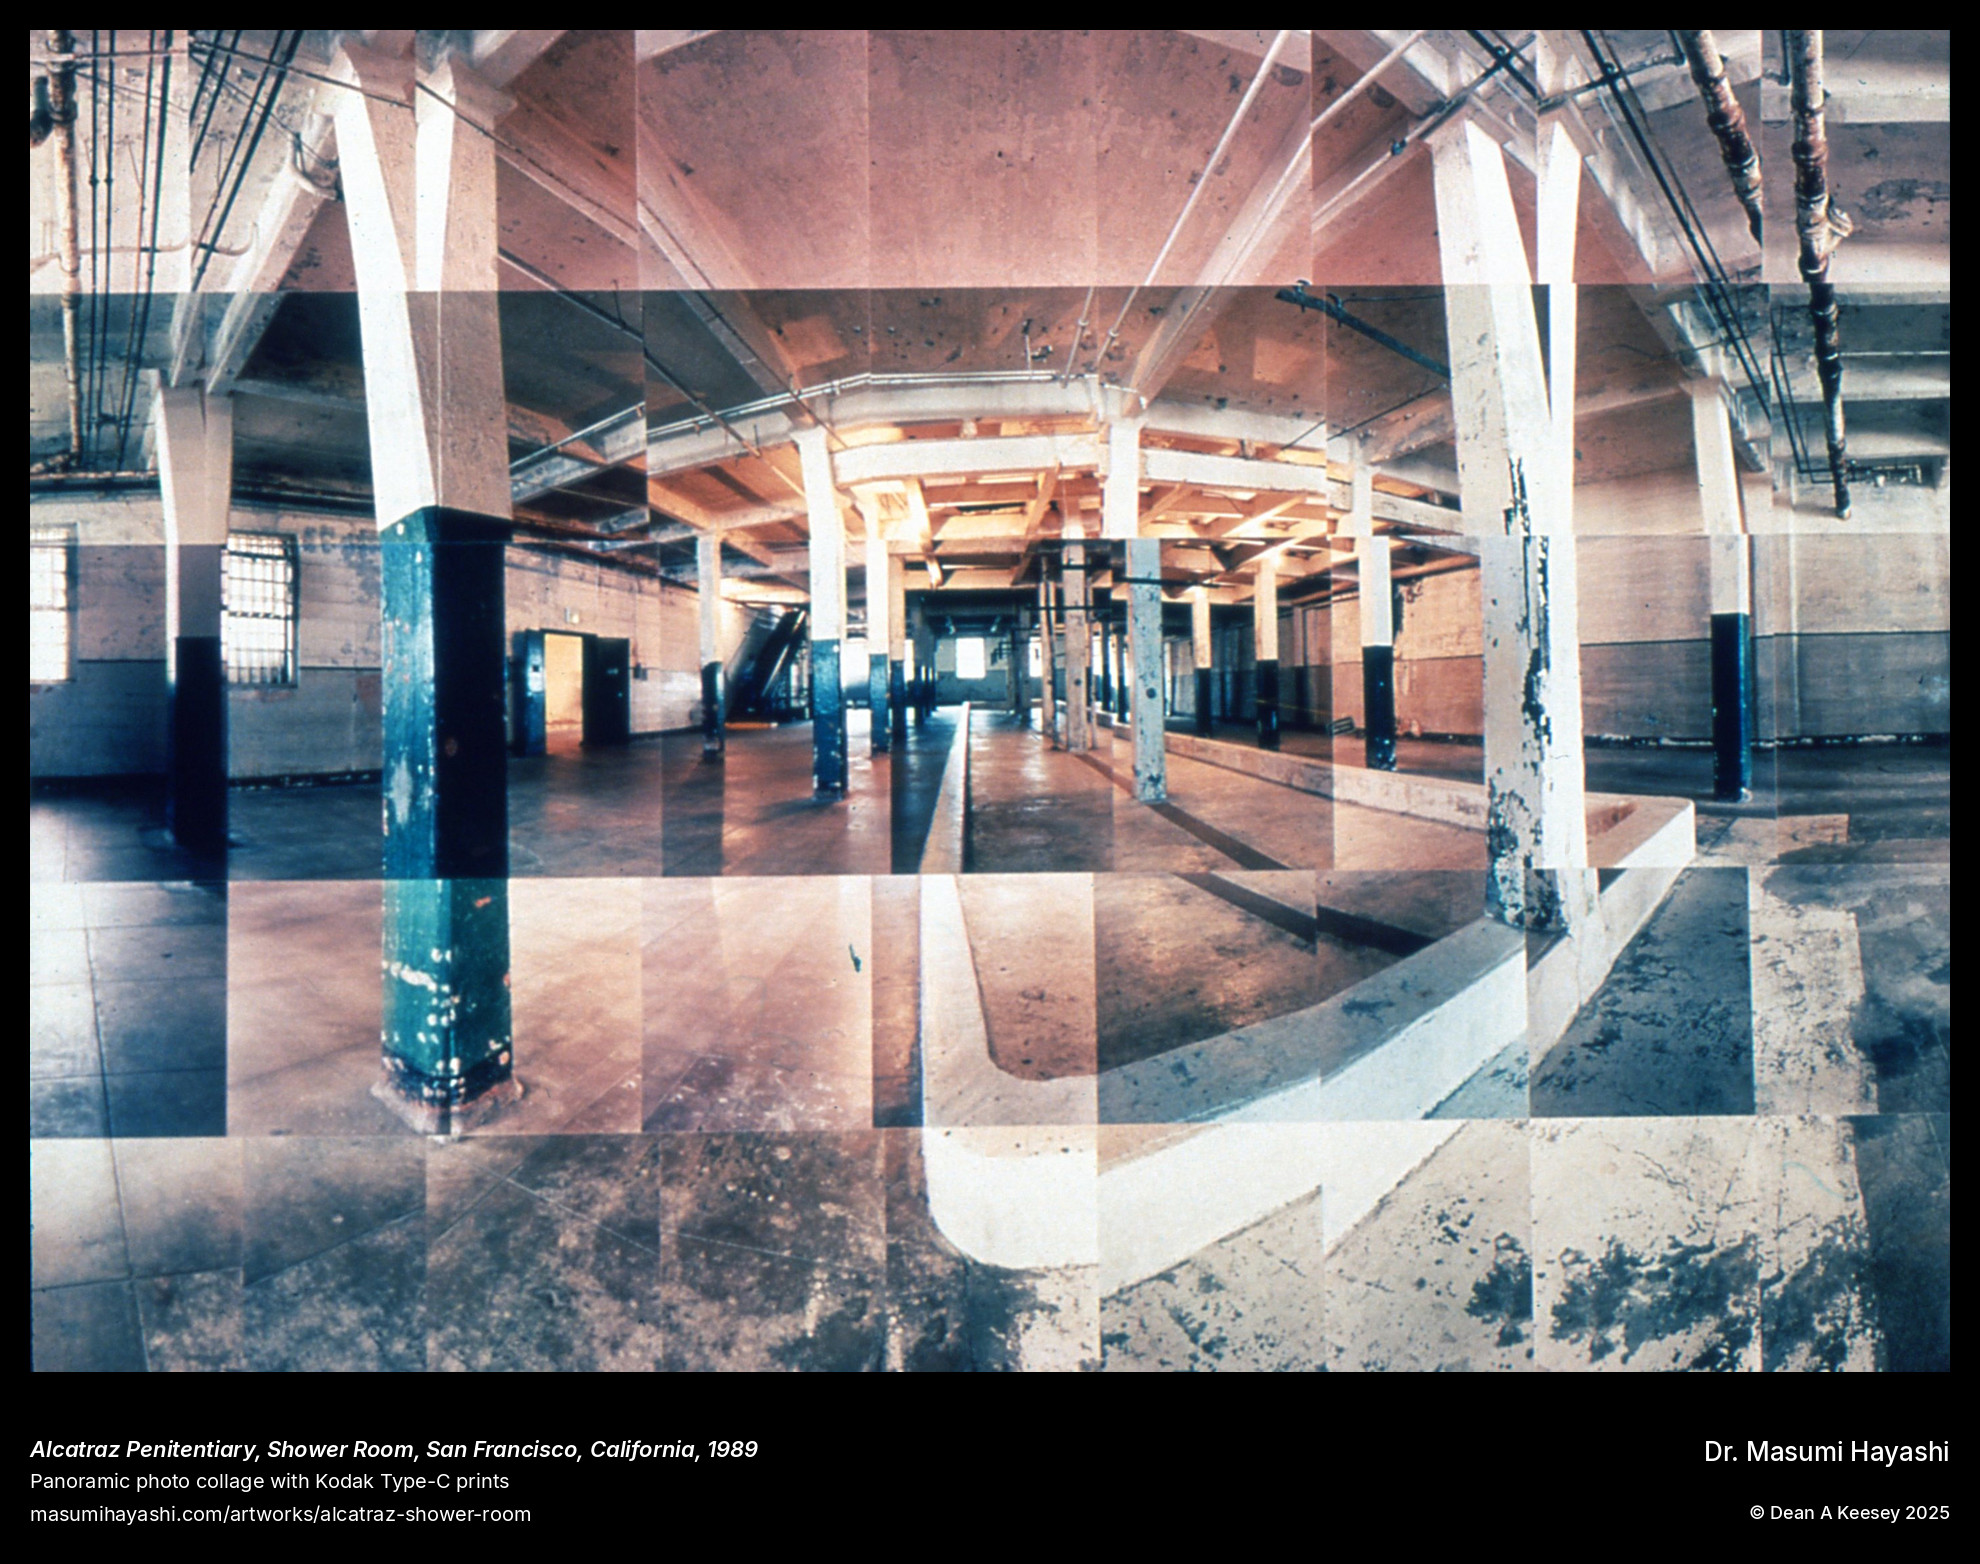 Alcatraz Penitentiary, Shower Room, San Francisco, California, 1989
Panoramic photo collage with Kodak Type-C prints
masumihayashi.com/artworks/alcatraz-shower-room
Dr. Masumi Hayashi
© Dean A Keesey 2025